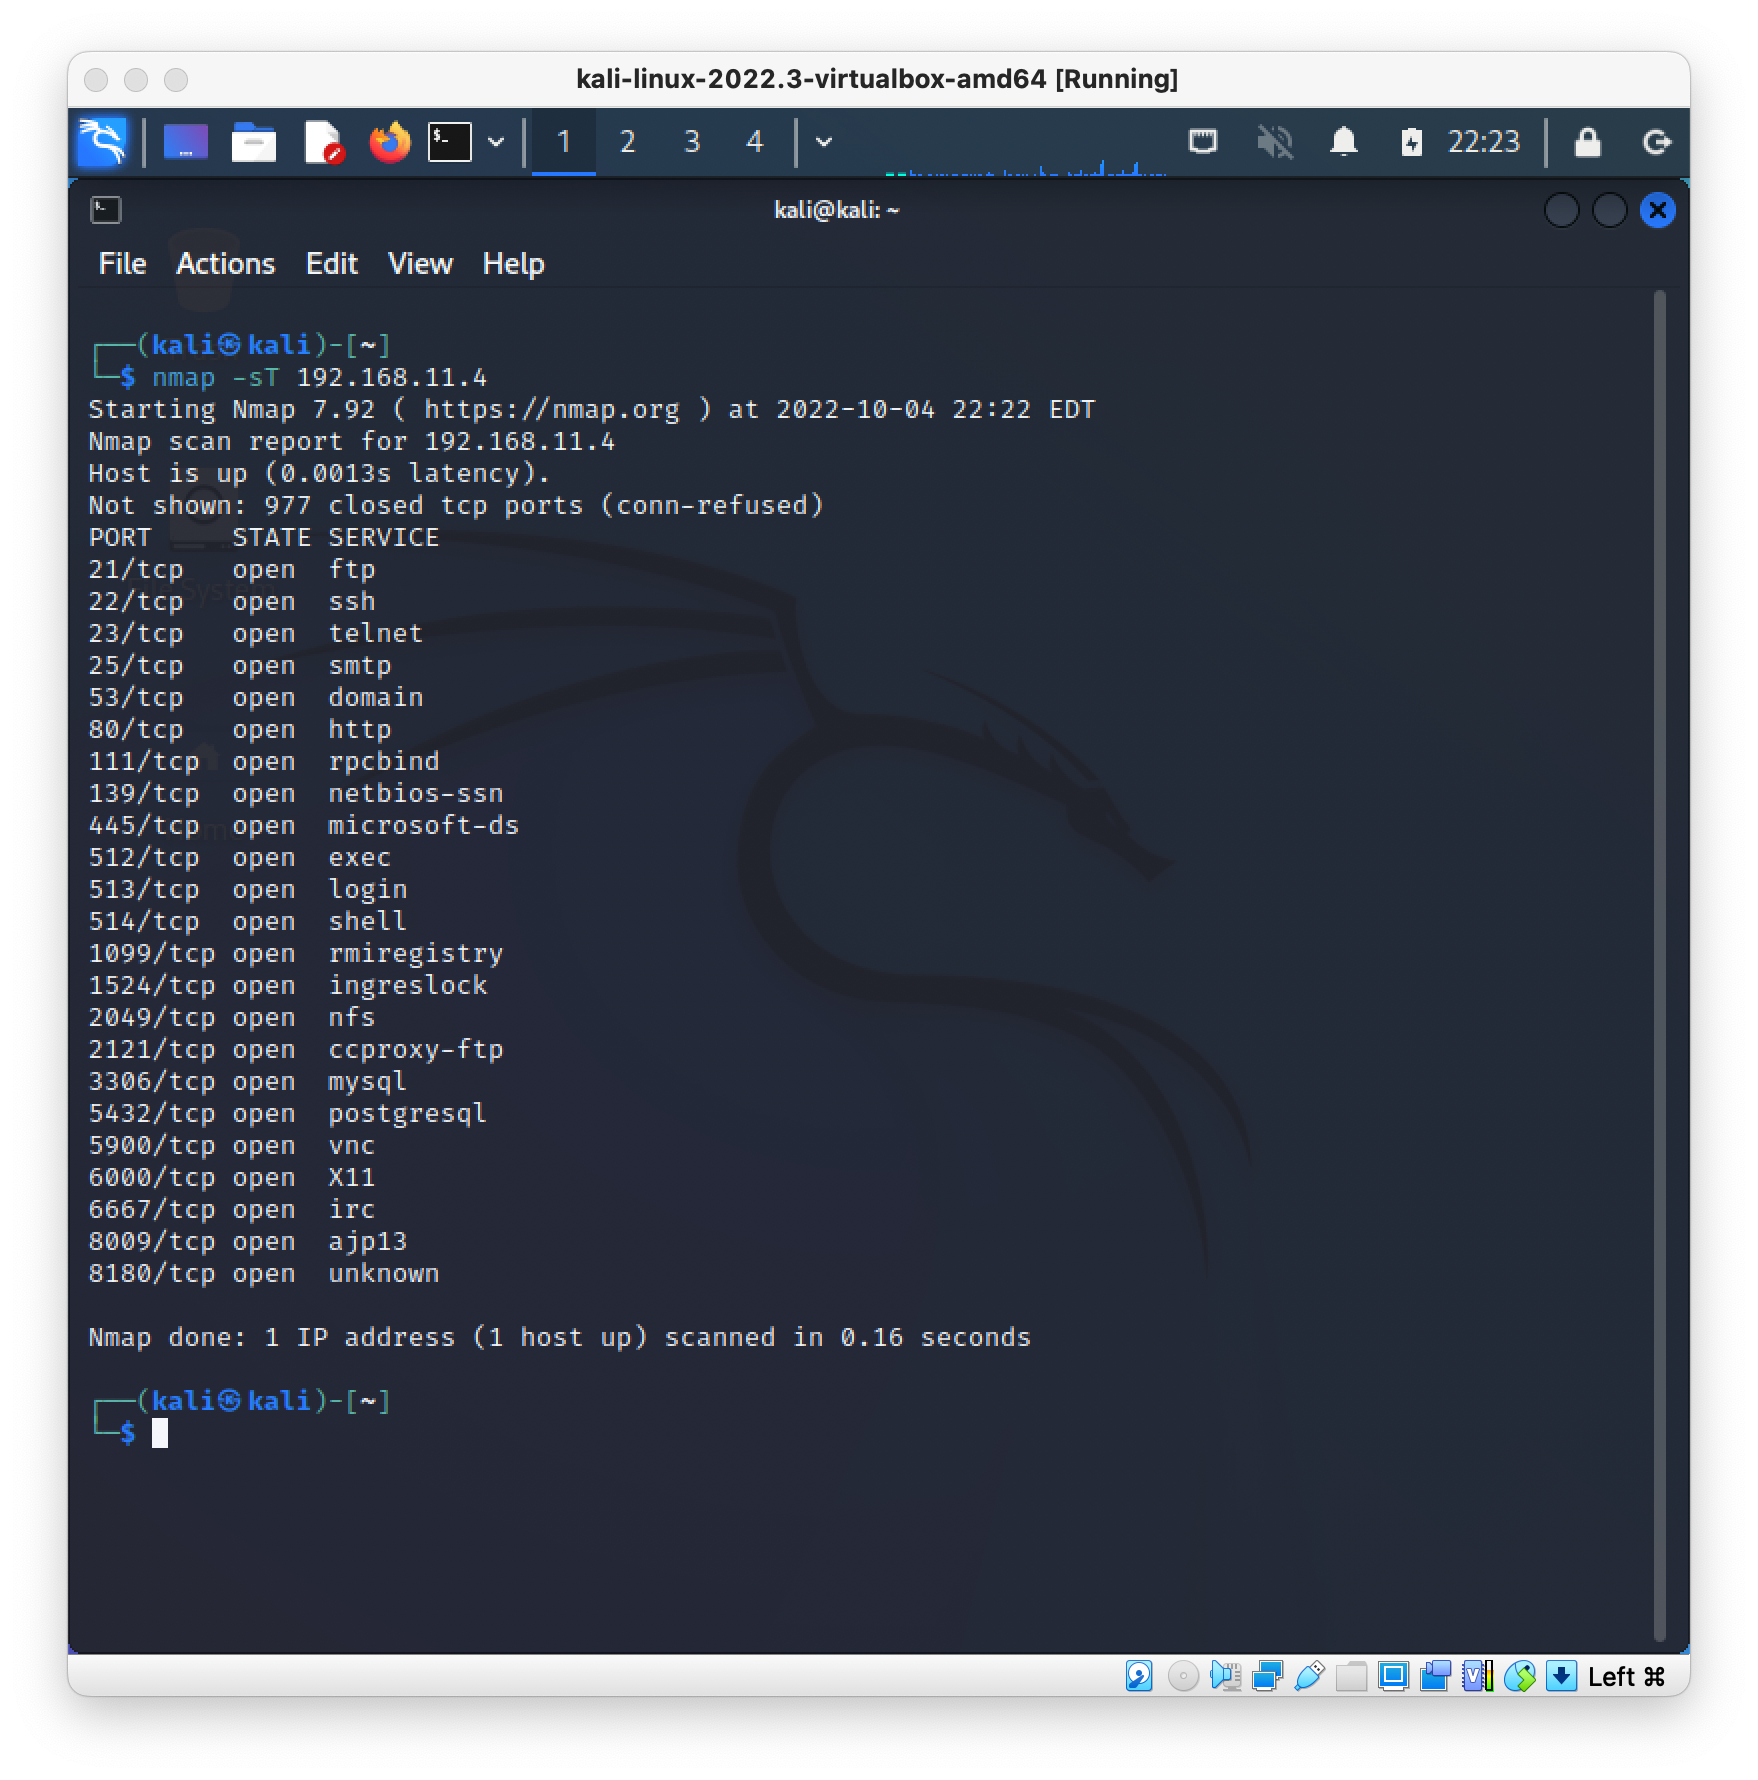 kali-linux-2022.3-virtualbox-amd64 [Running]
1 2 3 4 22:23
kali@kali: ~
File Actions Edit View Help
┌──(kali㉿kali)-[~]
└─$ nmap -sT 192.168.11.4
Starting Nmap 7.92 ( https://nmap.org ) at 2022-10-04 22:22 EDT
Nmap scan report for 192.168.11.4
Host is up (0.0013s latency).
Not shown: 977 closed tcp ports (conn-refused)
PORT     STATE SERVICE
21/tcp   open  ftp
22/tcp   open  ssh
23/tcp   open  telnet
25/tcp   open  smtp
53/tcp   open  domain
80/tcp   open  http
111/tcp  open  rpcbind
139/tcp  open  netbios-ssn
445/tcp  open  microsoft-ds
512/tcp  open  exec
513/tcp  open  login
514/tcp  open  shell
1099/tcp open  rmiregistry
1524/tcp open  ingreslock
2049/tcp open  nfs
2121/tcp open  ccproxy-ftp
3306/tcp open  mysql
5432/tcp open  postgresql
5900/tcp open  vnc
6000/tcp open  X11
6667/tcp open  irc
8009/tcp open  ajp13
8180/tcp open  unknown
Nmap done: 1 IP address (1 host up) scanned in 0.16 seconds
┌──(kali㉿kali)-[~]
└─$
Left ⌘